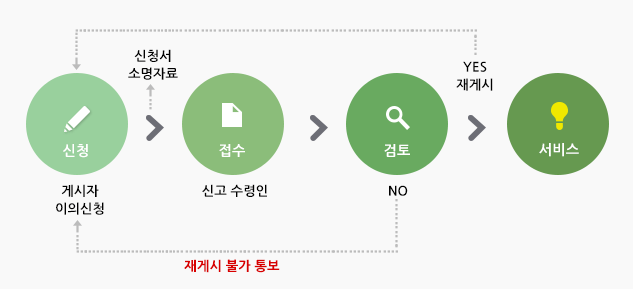 신청서
소명자료
YES
재게시
신청
접수
검토
서비스
게시자
이의신청
신고 수령인
NO
재게시 불가 통보